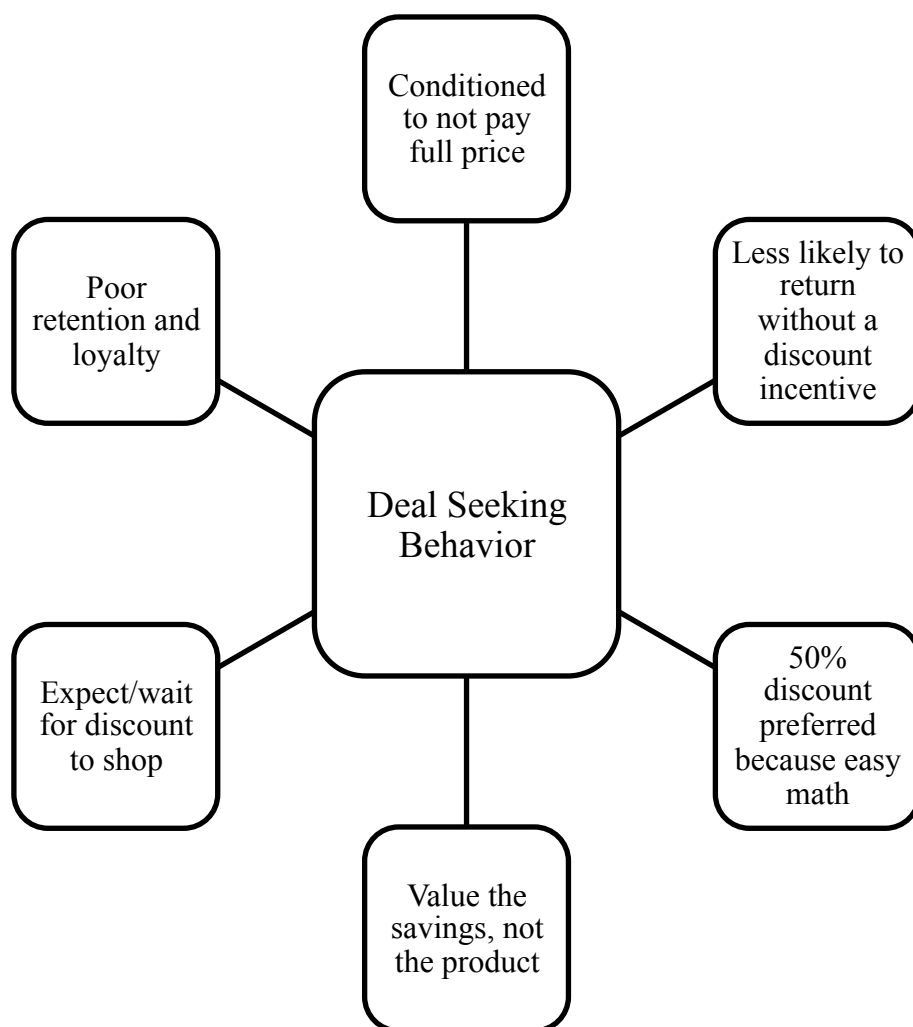 Conditioned
to not pay
full price
Less likely to
return
without a
discount
incentive
50%
discount
preferred
because easy
math
Value the
savings, not
the product
Expect/wait
for discount
to shop
Poor
retention and
loyalty
Deal Seeking
Behavior